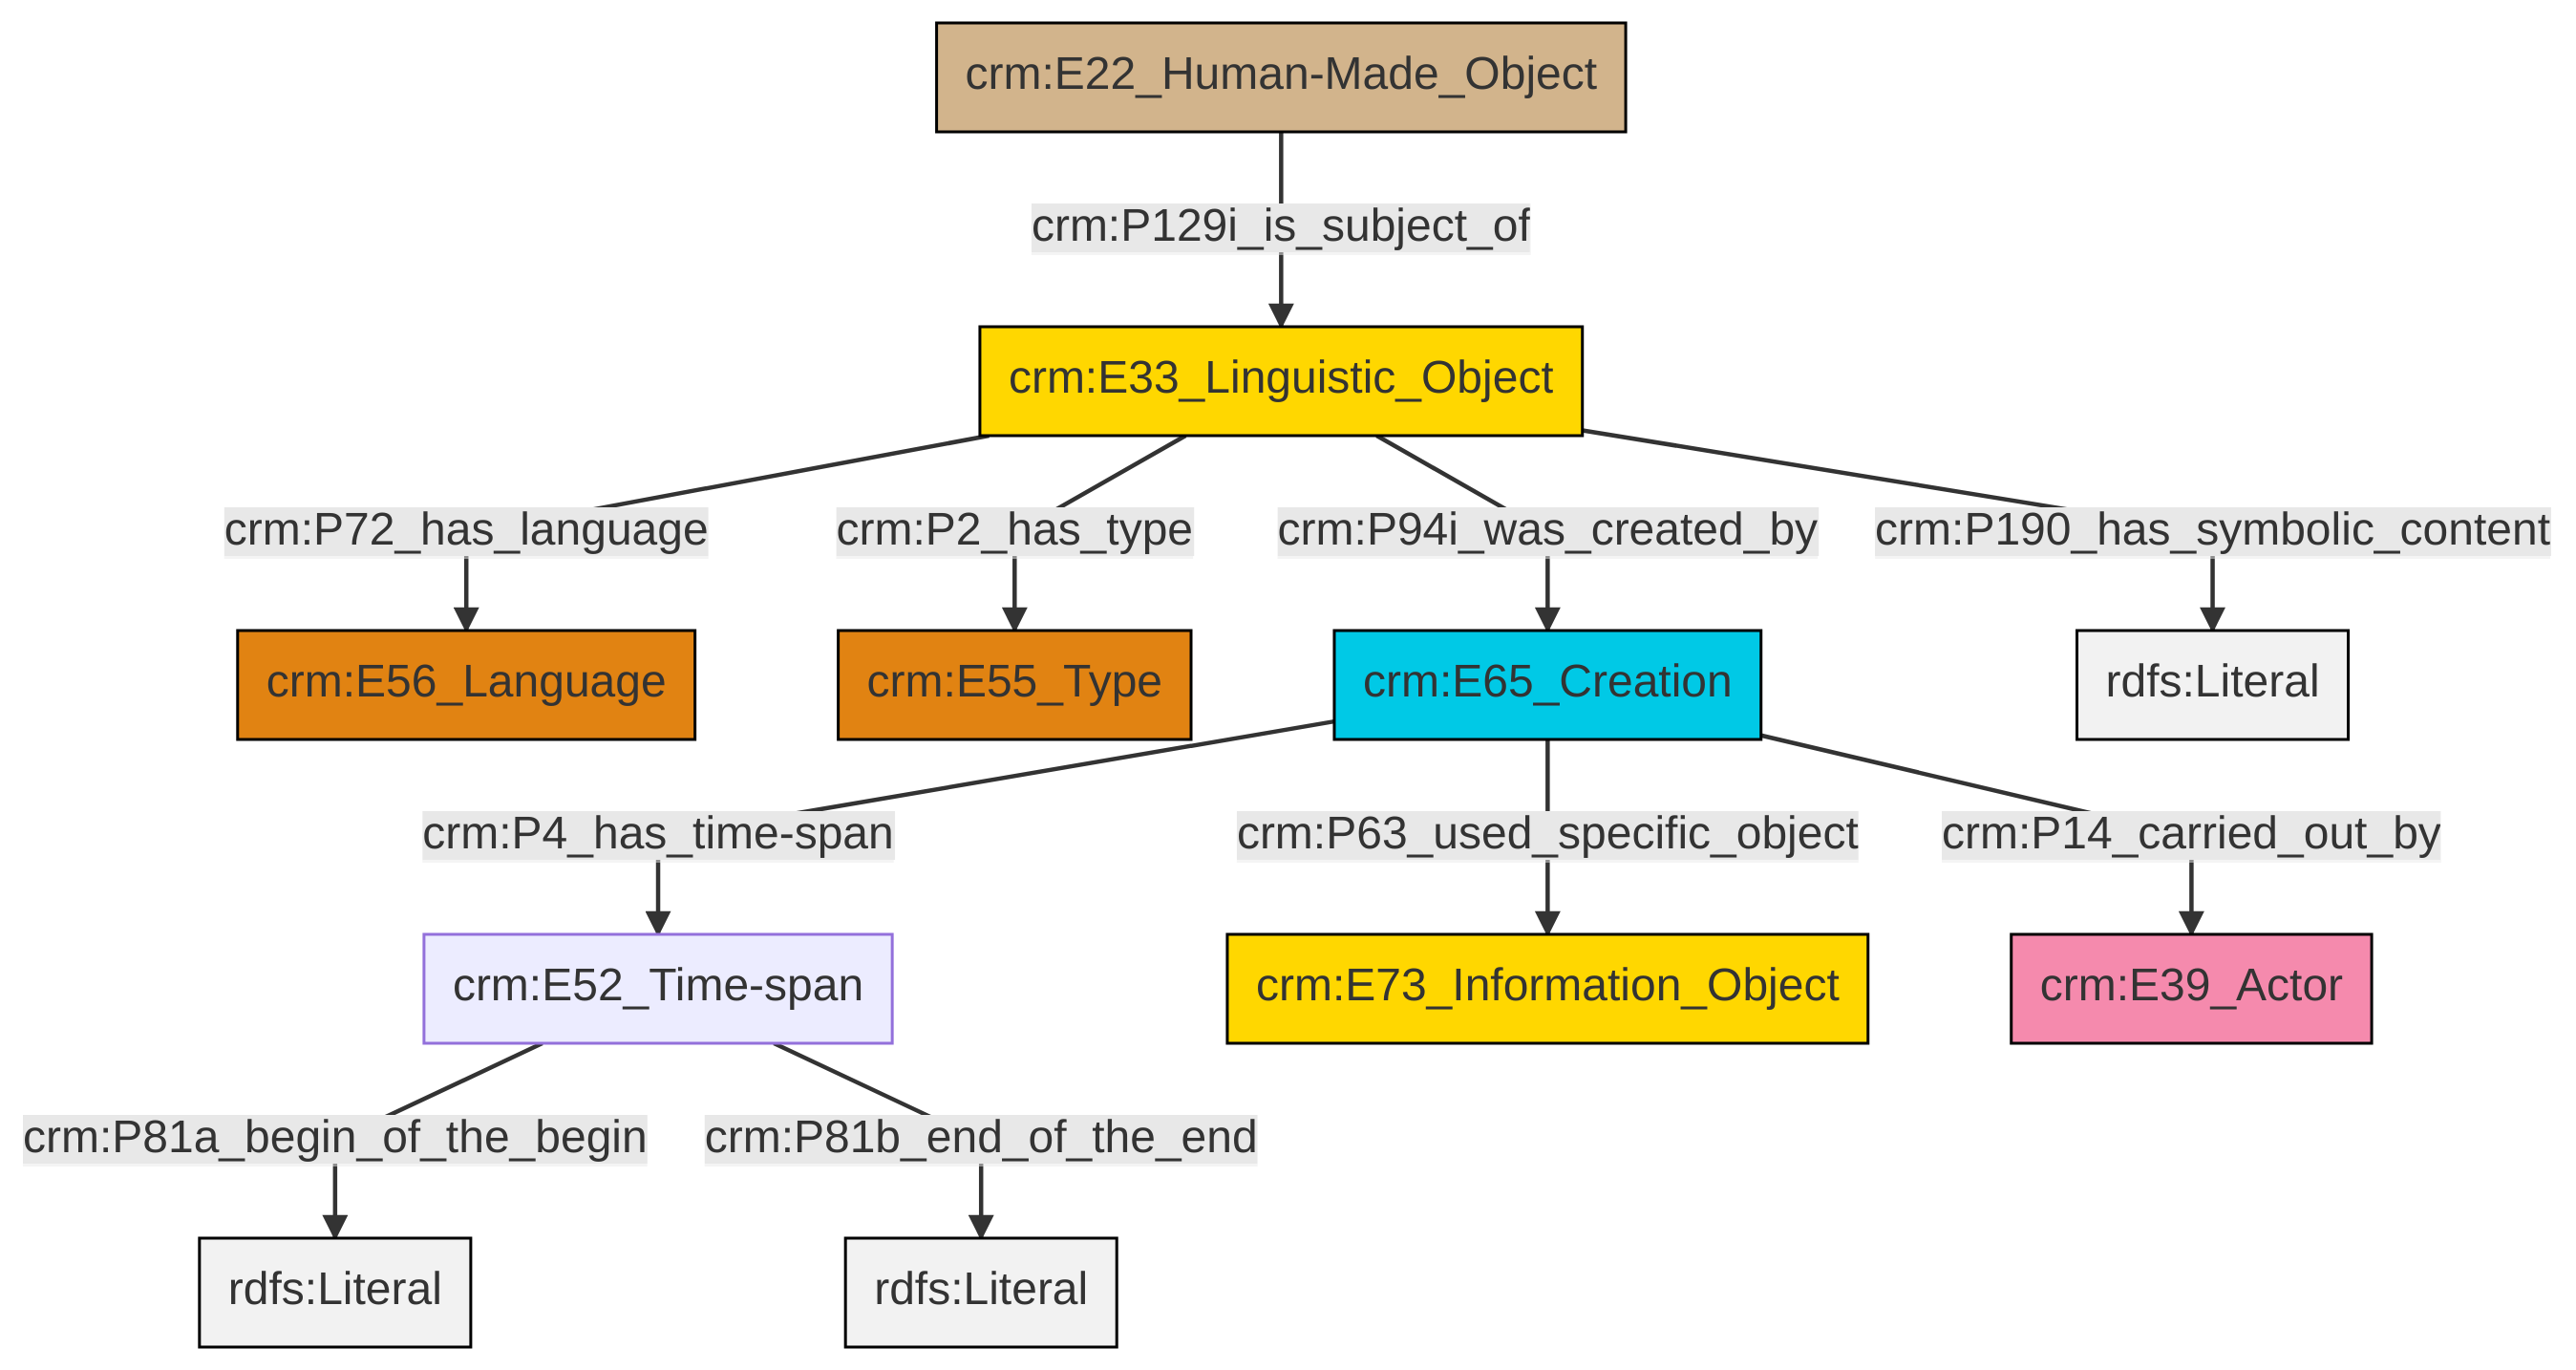 crm:E22_Human-Made_Object
crm:P129i_is_subject_of
crm:E33_Linguistic_Object
crm:P72_has_language
crm:P2_has_type
crm:P94i_was_created_by
crm:P190_has_symbolic_content
crm:E56_Language
crm:E55_Type
crm:E65_Creation
rdfs:Literal
crm:P4_has_time-span
crm:P63_used_specific_object
crm:P14_carried_out_by
crm:E52_Time-span
crm:E73_Information_Object
crm:E39_Actor
crm:P81a_begin_of_the_begin
crm:P81b_end_of_the_end
rdfs:Literal
rdfs:Literal